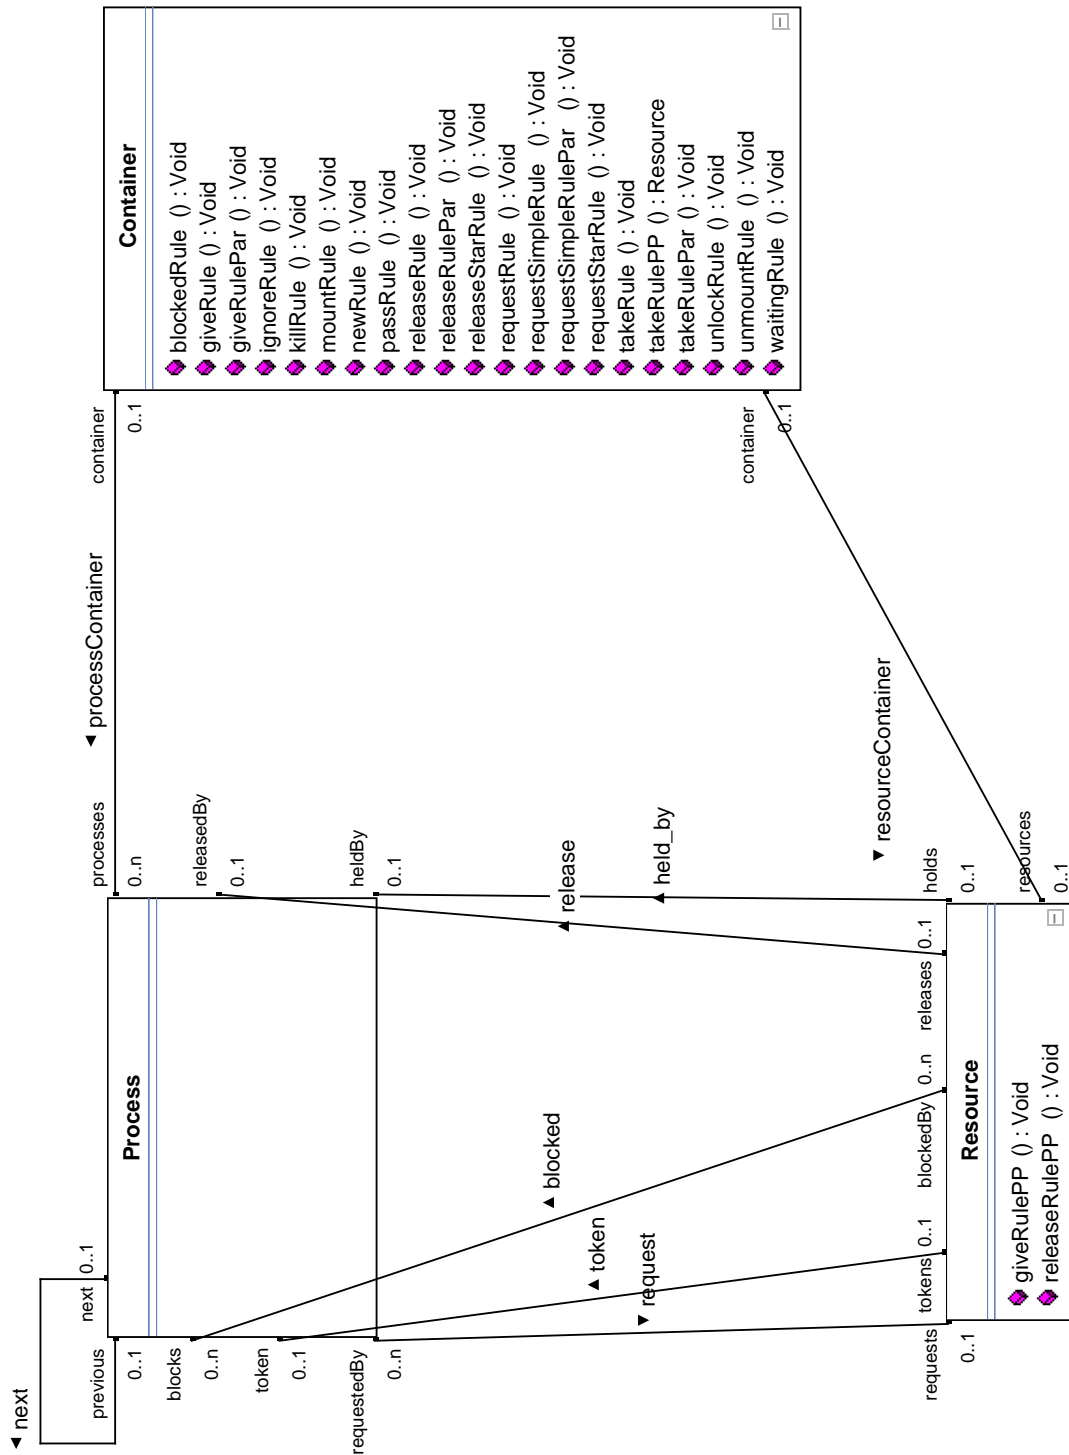 ◄ next
previous
0..1
next
0..1
blocks
0..n
token
0..1
requestedBy
0..n
Process
processes
0..n
releasedBy
0..1
heldBy
0..1
◄ processContainer
container
0..1
Container
blockedRule () : Void
giveRule () : Void
giveRulePar () : Void
ignoreRule () : Void
killRule () : Void
mountRule () : Void
newRule () : Void
passRule () : Void
releaseRule () : Void
releaseRulePar () : Void
releaseStarRule () : Void
requestRule () : Void
requestSimpleRule () : Void
requestSimpleRulePar () : Void
requestStarRule () : Void
takeRule () : Void
takeRulePP () : Resource
takeRulePar () : Void
unlockRule () : Void
unmountRule () : Void
waitingRule () : Void
container
0..1
▲ blocked
▲ token
▼ request
release
held_by
▼ resourceContainer
requests
0..1
tokens
0..1
blockedBy
0..n
releases
0..1
holds
0..1
resources
0..1
Resource
giveRulePP () : Void
releaseRulePP () : Void